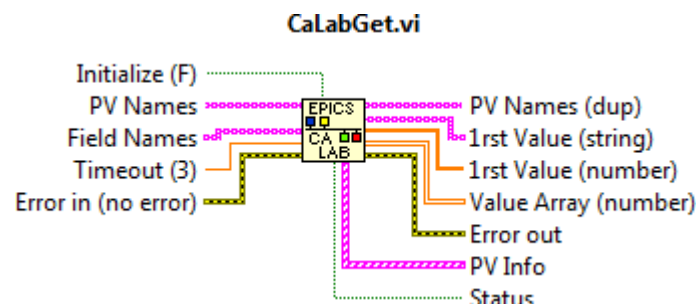 CaLabGet.vi
Initialize (F)
PV Names
Field Names
Timeout (3)
Error in (no error)
EPICS
CA
LAB
PV Names (dup)
1rst Value (string)
1rst Value (number)
Value Array (number)
Error out
PV Info
Status